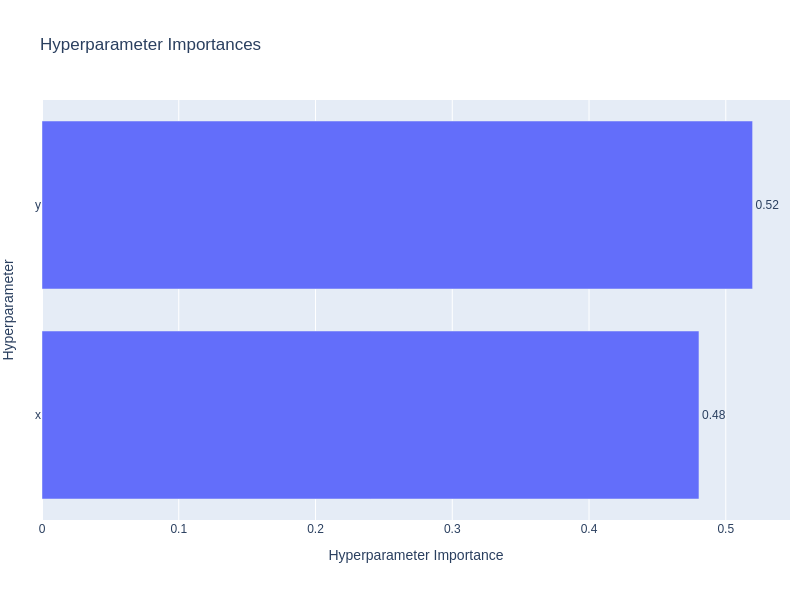 Hyperparameter Importances
y
0.52
x
0.48
Hyperparameter
0
0.1
0.2
0.3
0.4
0.5
Hyperparameter Importance